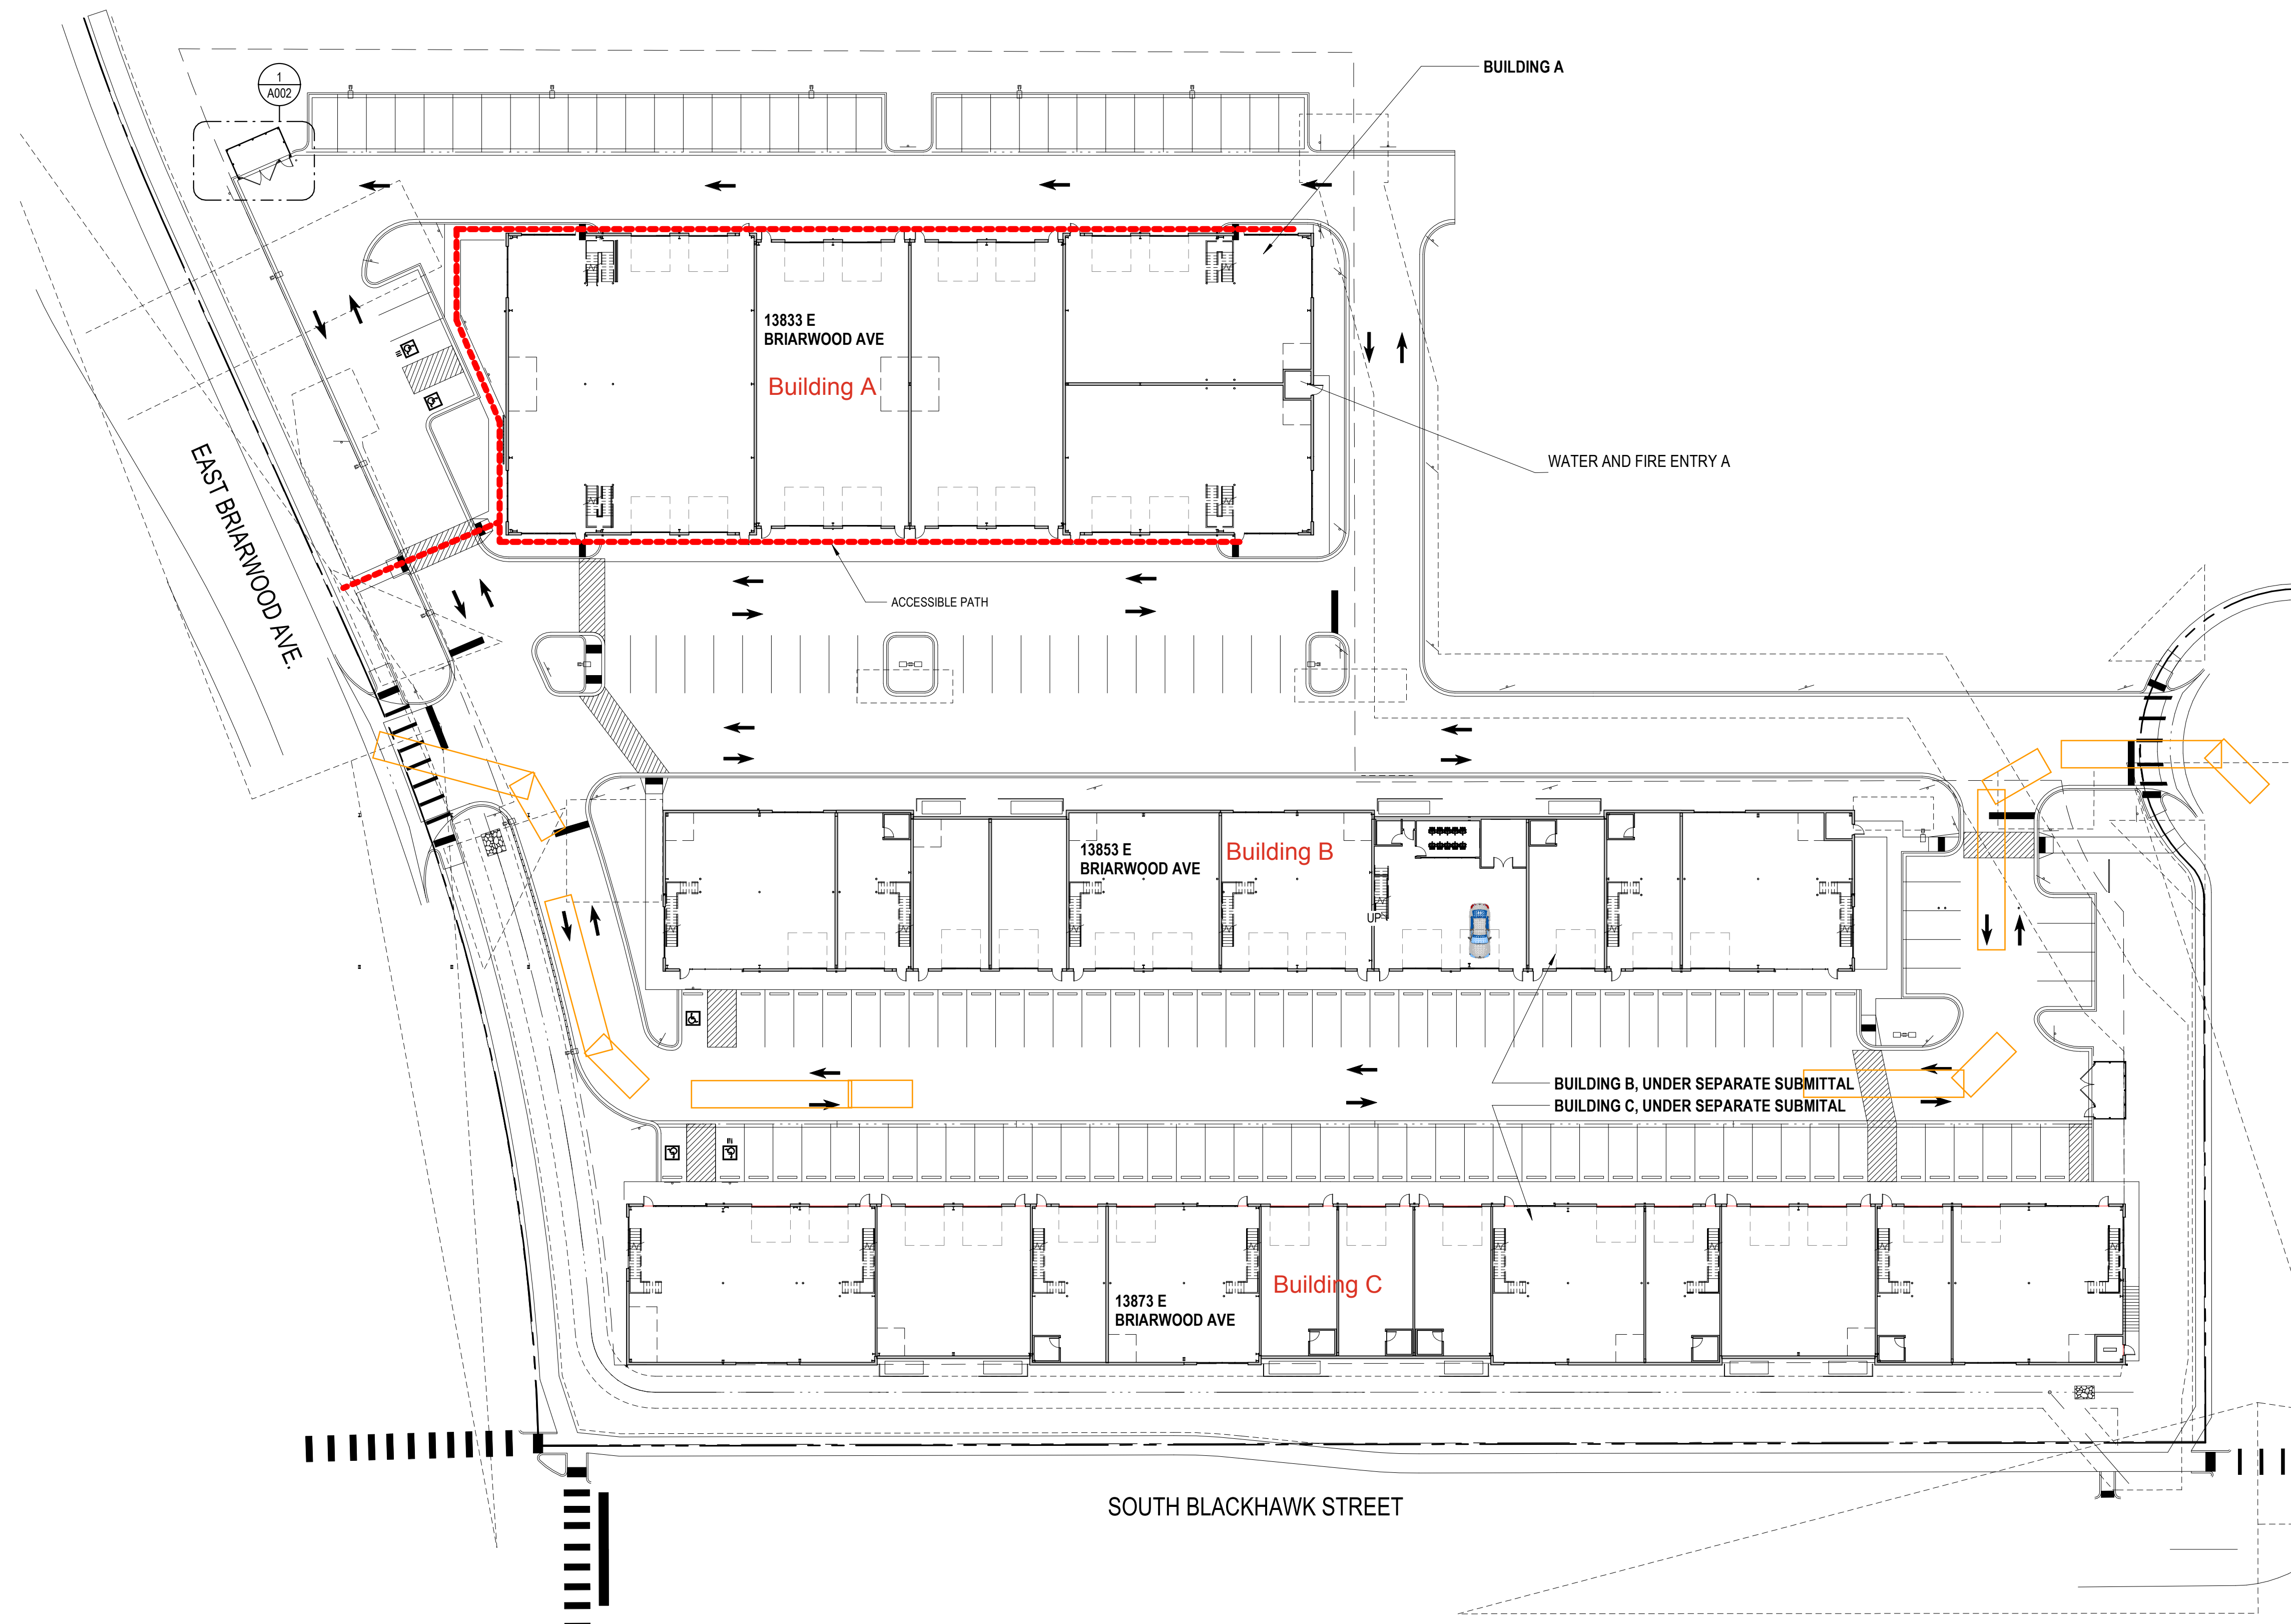 1
A002
BUILDING A
13833 E
BRIARWOOD AVE
Building A
WATER AND FIRE ENTRY A
EAST BRIARWOOD AVE.
ACCESSIBLE PATH
13853 E
BRIARWOOD AVE
Building B
UP
BUILDING B, UNDER SEPARATE SUBMITTAL
BUILDING C, UNDER SEPARATE SUBMITAL
Building C
13873 E
BRIARWOOD AVE
SOUTH BLACKHAWK STREET